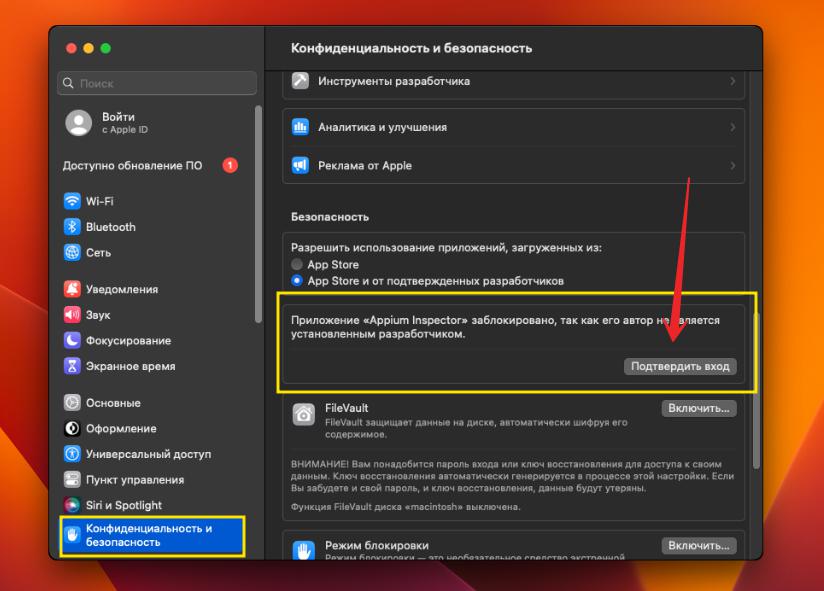 Конфиденциальность и безопасность
Поиск
Войти
с Apple ID
Доступно обновление ПО 1
Wi-Fi
Bluetooth
Сеть
Уведомления
Звук
Фокусирование
Экранное время
Основные
Оформление
Универсальный доступ
Пункт управления
Siri и Spotlight
Конфиденциальность и
безопасность
Инструменты разработчика
Аналитика и улучшения
Реклама от Apple
Безопасность
Разрешить использование приложений, загруженных из:
App Store
App Store и от подтвержденных разработчиков
Приложение «Appium Inspector» заблокировано, так как его автор не является
установленным разработчиком.
Подтвердить вход
FileVault
Включить...
FileVault защищает данные на диске, автоматически шифруя его
содержимое.
ВНИМАНИЕ! Вам понадобится пароль входа или ключ восстановления для доступа к своим
данным. Ключ восстановления автоматически генерируется в процессе этой настройки. Если
Вы забудете и свой пароль, и ключ восстановления, данные будут утеряны.
Функция FileVault диска «macintosh» выключена.
Режим блокировки
Включить...
Режим блокировки — это необязательное средство экстренной